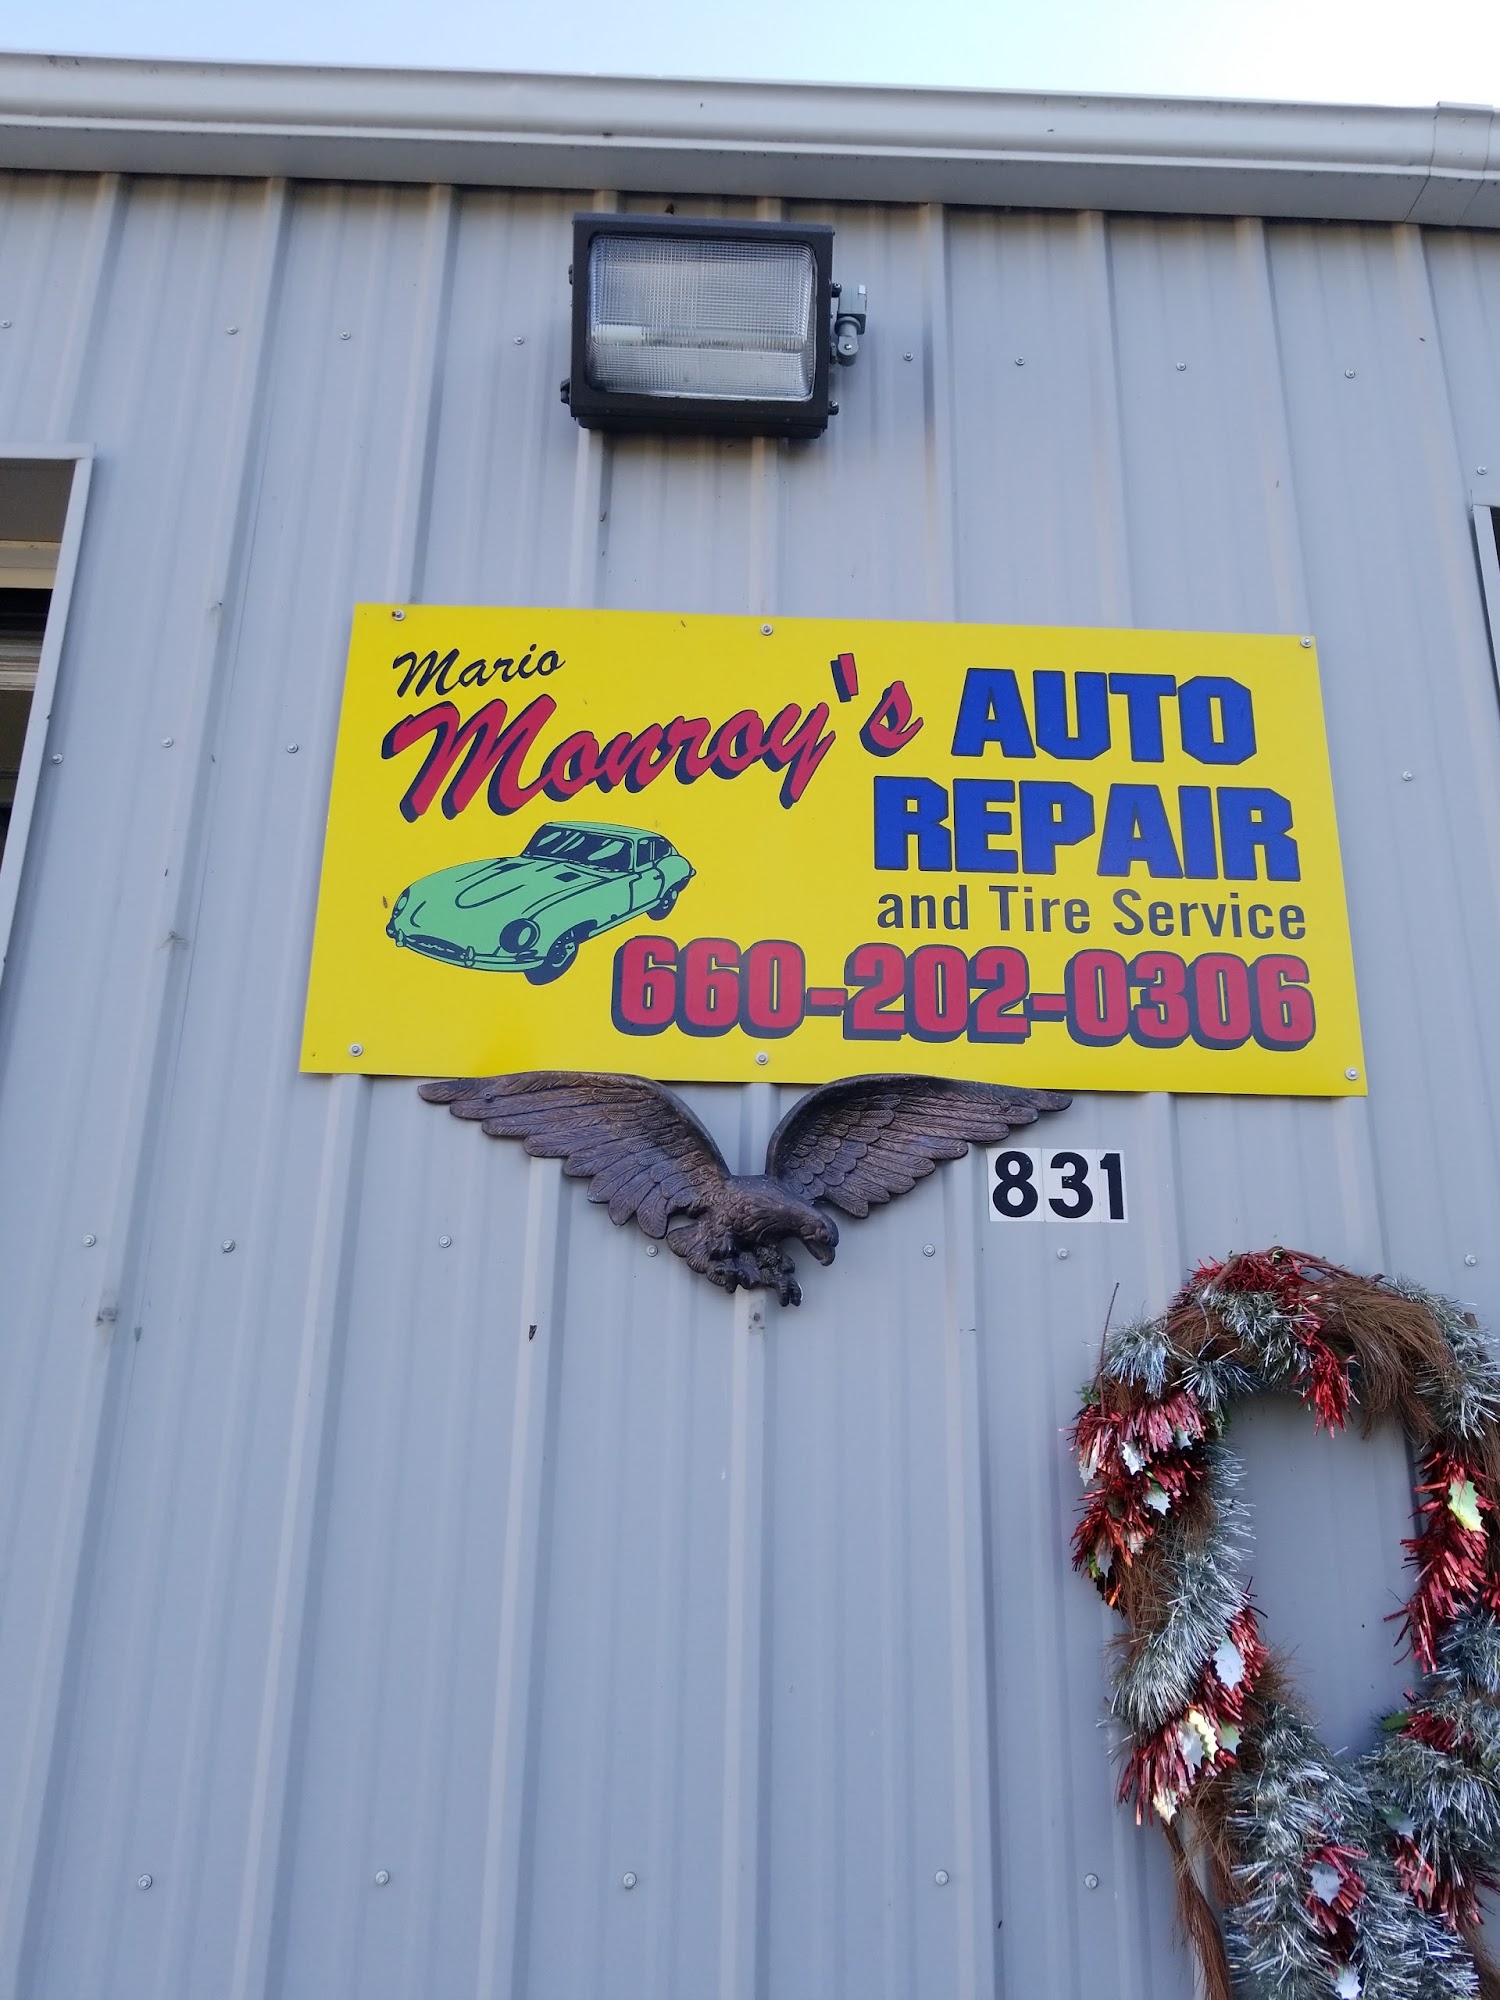 Mario
Monroy's AUTO
REPAIR
and Tire Service
660-202-0306
831